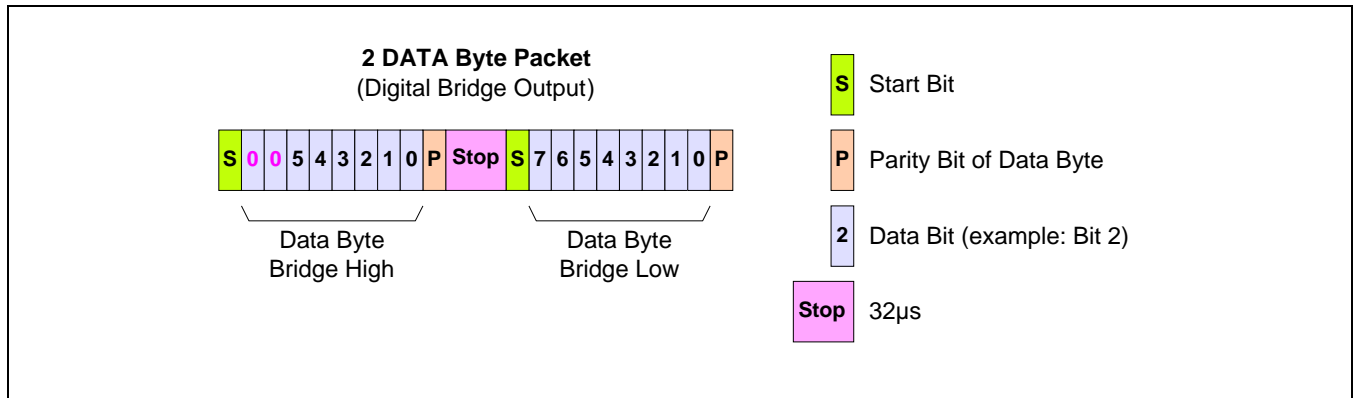 2 DATA Byte Packet
(Digital Bridge Output)
S 0 0 5 4 3 2 1 0 P Stop S 7 6 5 4 3 2 1 0 P
Data Byte
Bridge High
Data Byte
Bridge Low
S Start Bit
P Parity Bit of Data Byte
2 Data Bit (example: Bit 2)
Stop 32µs